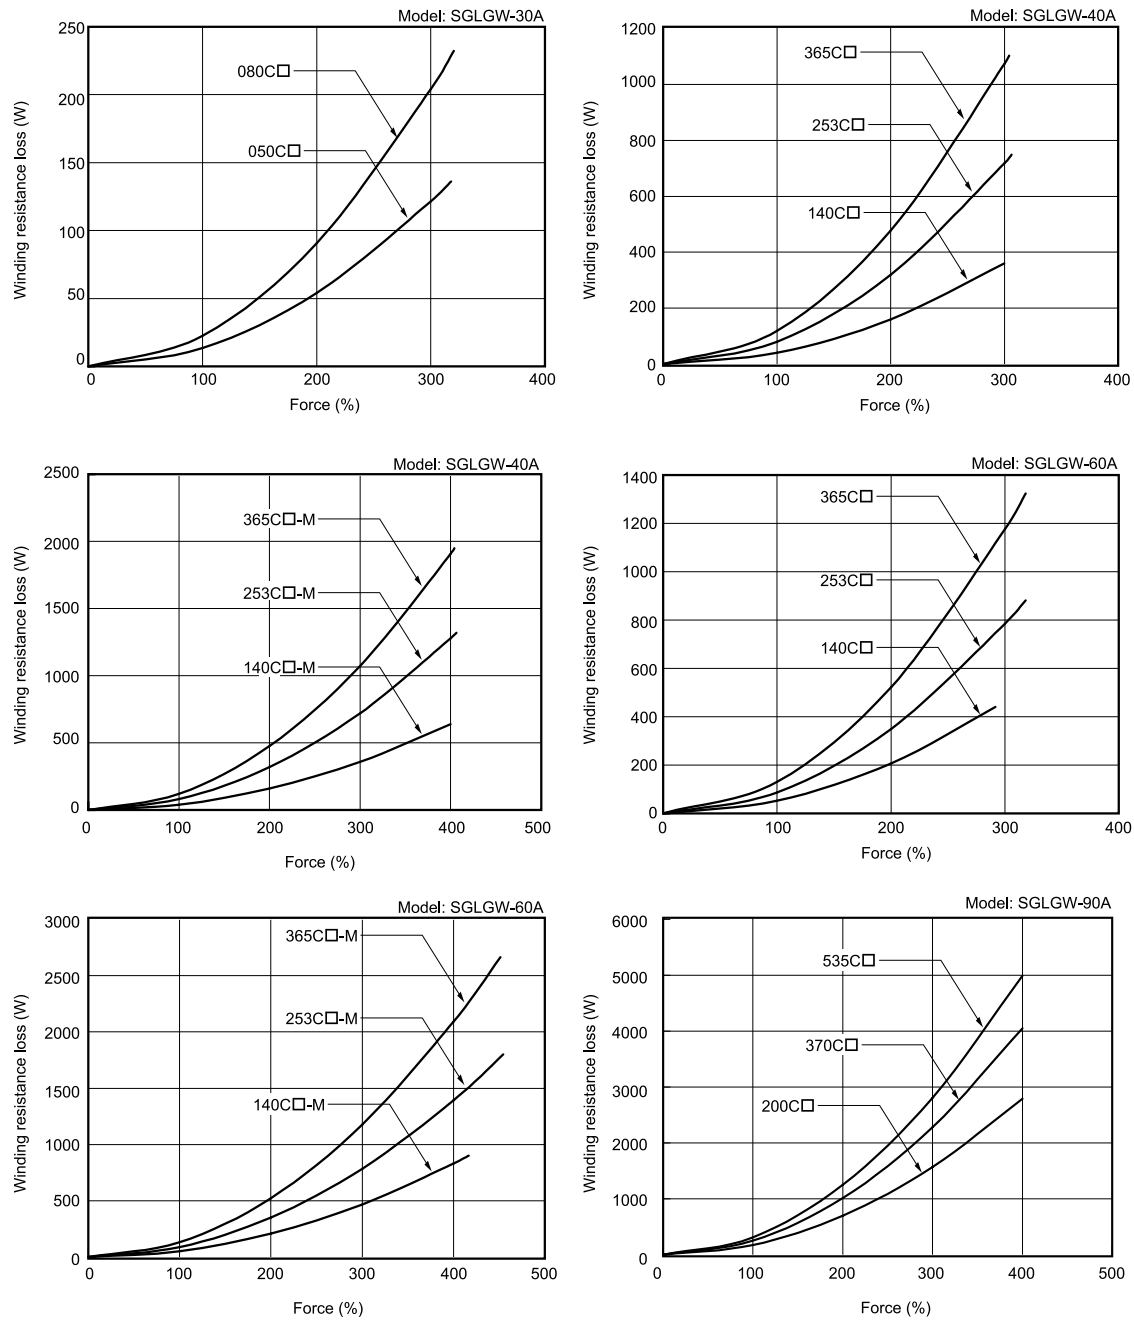 Model: SGLGW-30A
250
200
150
100
50
0
Winding resistance loss (W)
080C□
050C□
0 100 200 300 400
Force (%)
Model: SGLGW-40A
1200
1000
800
600
400
200
0
Winding resistance loss (W)
365C□
253C□
140C□
0 100 200 300 400
Force (%)
Model: SGLGW-40A
2500
2000
1500
1000
500
0
Winding resistance loss (W)
365C□-M
253C□-M
140C□-M
0 100 200 300 400 500
Force (%)
Model: SGLGW-60A
1400
1200
1000
800
600
400
200
0
Winding resistance loss (W)
365C□
253C□
140C□
0 100 200 300 400
Force (%)
Model: SGLGW-60A
3000
2500
2000
1500
1000
500
0
Winding resistance loss (W)
365C□-M
253C□-M
140C□-M
0 100 200 300 400 500
Force (%)
Model: SGLGW-90A
6000
5000
4000
3000
2000
1000
0
Winding resistance loss (W)
535C□
370C□
200C□
0 100 200 300 400 500
Force (%)